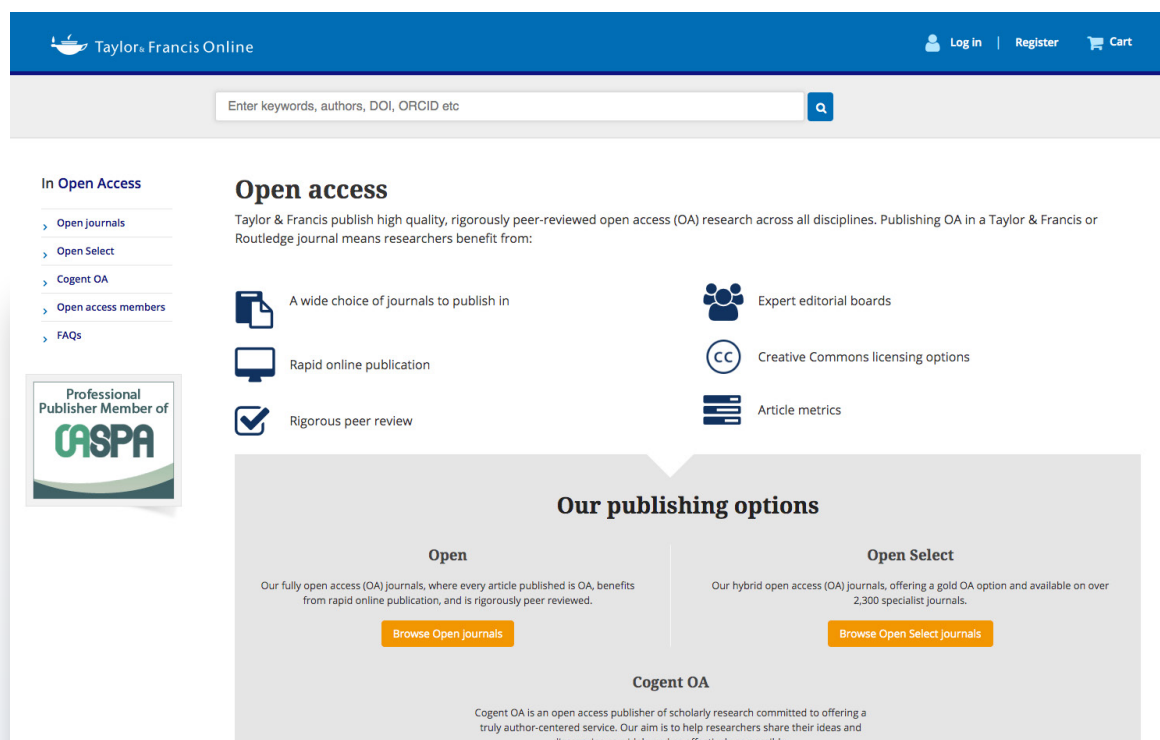 Taylor & Francis Online
Log in | Register Cart
Enter keywords, authors, DOI, ORCID etc
In Open Access
Open journals
Open Select
Cogent OA
Open access members
FAQs
Professional
Publisher Member of
OASPA
Open access
Taylor & Francis publish high quality, rigorously peer-reviewed open access (OA) research across all disciplines. Publishing OA in a Taylor & Francis or
Routledge journal means researchers benefit from:
A wide choice of journals to publish in
Expert editorial boards
Rapid online publication
CC
Creative Commons licensing options
Rigorous peer review
Article metrics
Our publishing options
Open
Our fully open access (OA) journals, where every article published is OA, benefits
from rapid online publication, and is rigorously peer reviewed.
Browse Open journals
Open Select
Our hybrid open access (OA) journals, offering a gold OA option and available on over
2,300 specialist journals.
Browse Open Select journals
Cogent OA
Cogent OA is an open access publisher of scholarly research committed to offering a
truly author-centered service. Our aim is to help researchers share their ideas and